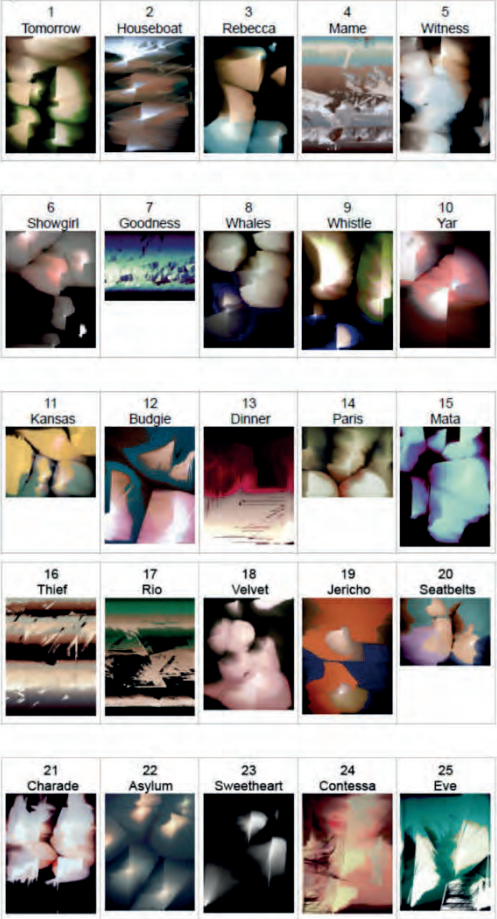 1 2 3 4 5
Tomorrow Houseboat Rebecca Mame Witness
6 7 8 9 10
Showgirl Goodness Whales Whistle Yar
11 12 13 14 15
Kansas Budgie Dinner Paris Mata
16 17 18 19 20
Thief Rio Velvet Jericho Seatbelts
21 22 23 24 25
Charade Asylum Sweetheart Contessa Eve